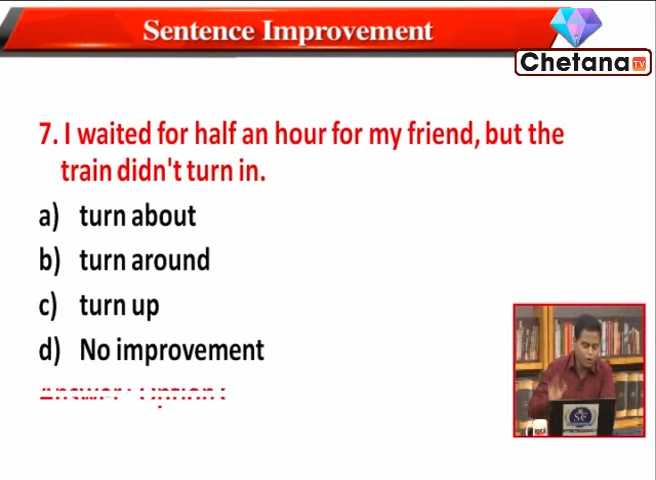 Sentence Improvement
Chetana TV
7. I waited for half an hour for my friend, but the
train didn't turn in.
a) turn about
b) turn around
c) turn up
d) No improvement